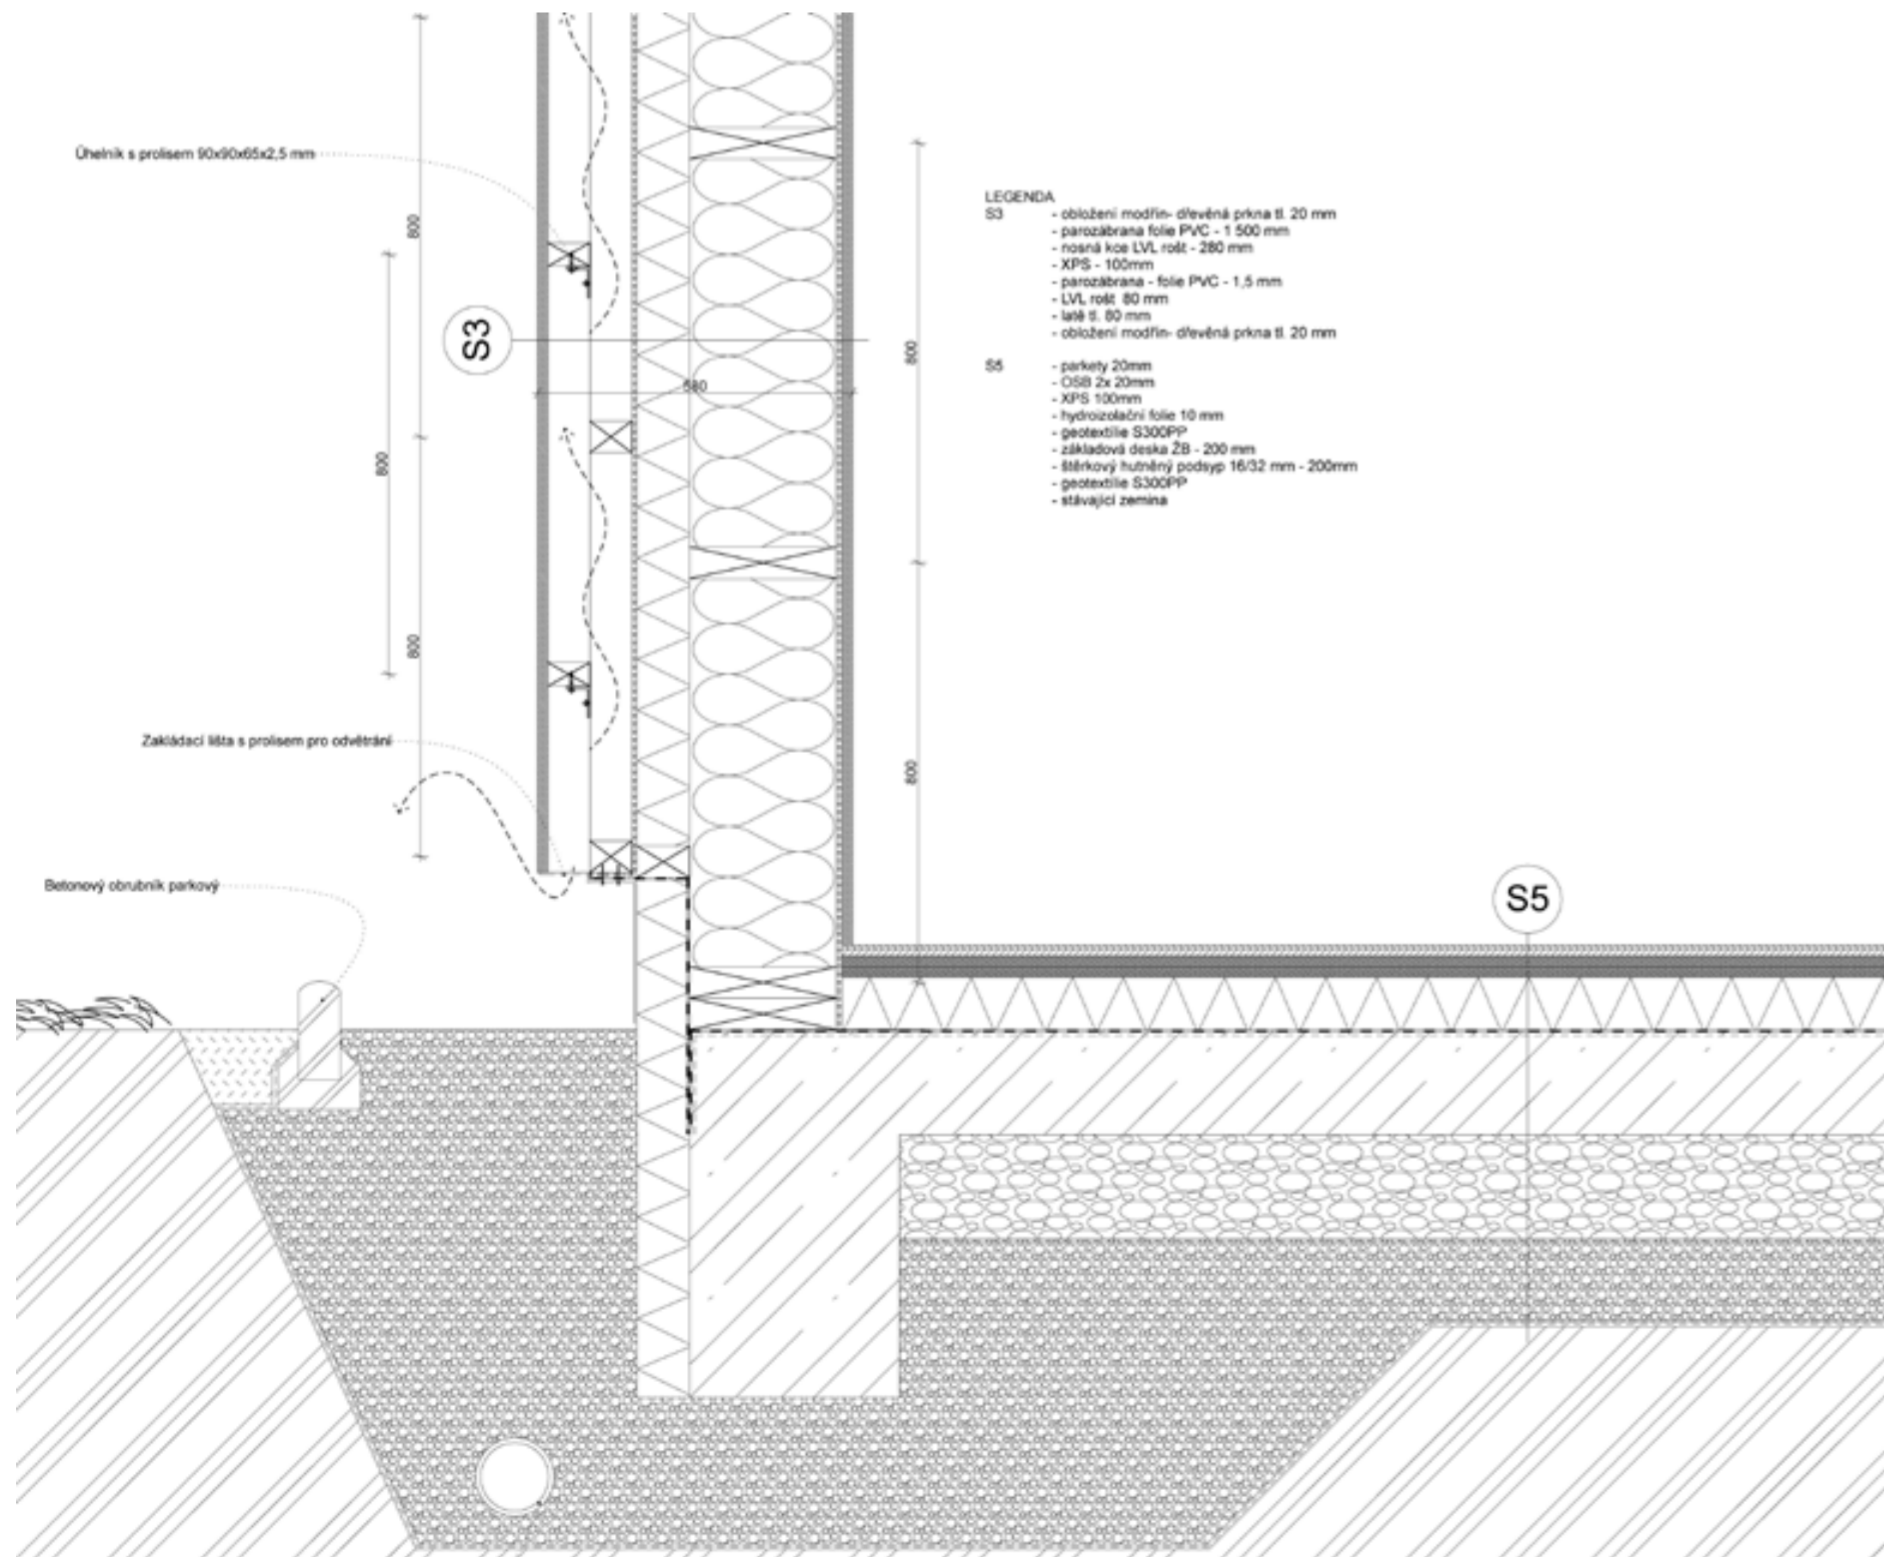 Úhelník s prolisem 90x90x65x2,5 mm
800
800
S3
580
800
800
Zakládací lišta s prolisem pro odvětrání
800
Betonový obrubník parkový
LEGENDA
S3 - obložení modřín- dřevěná prkna tl. 20 mm
- parozábrana folie PVC - 1 500 mm
- nosná kce LVL rošt - 280 mm
- XPS - 100mm
- parozábrana - folie PVC - 1,5 mm
- LVL rošt 80 mm
- latě tl. 80 mm
- obložení modřín- dřevěná prkna tl. 20 mm
S5 - parkety 20mm
- OSB 2x 20mm
- XPS 100mm
- hydroizolační folie 10 mm
- geotextílie S300PP
- základová deska ŽB - 200 mm
- štěrkový hutněný podsyp 16/32 mm - 200mm
- geotextílie S300PP
- stávající zemina
S5